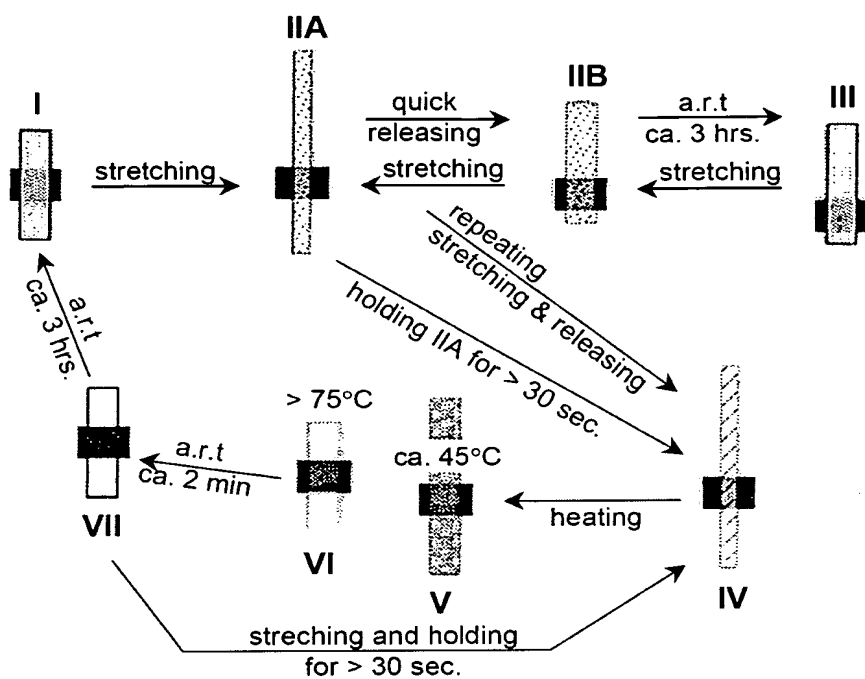 IIA
I
quick
releasing
IIB
a.r.t
ca. 3 hrs.
III
stretching
stretching
stretching
repeating
stretching & releasing
holding IIA for > 30 sec.
a.r.t
ca. 3 hrs.
> 75°C
a.r.t
ca. 2 min
ca. 45°C
heating
VII
VI
V
IV
streching and holding
for > 30 sec.